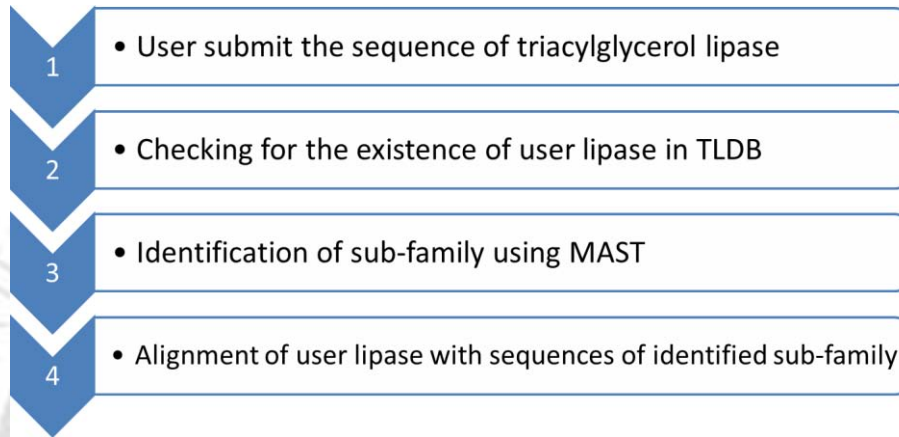 1
• User submit the sequence of triacylglycerol lipase
2
• Checking for the existence of user lipase in TLDB
3
• Identification of sub-family using MAST
4
• Alignment of user lipase with sequences of identified sub-family